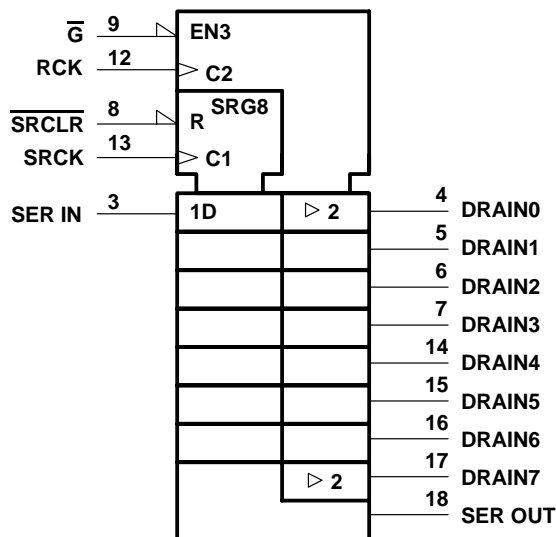 G̅ 9 EN3
RCK 12 C2
SRG8
S̅R̅C̅L̅R̅ 8 R
SRCK 13 C1
SER IN 3 1D ▷ 2 4 DRAIN0
5 DRAIN1
6 DRAIN2
7 DRAIN3
14 DRAIN4
15 DRAIN5
16 DRAIN6
▷ 2 17 DRAIN7
18 SER OUT